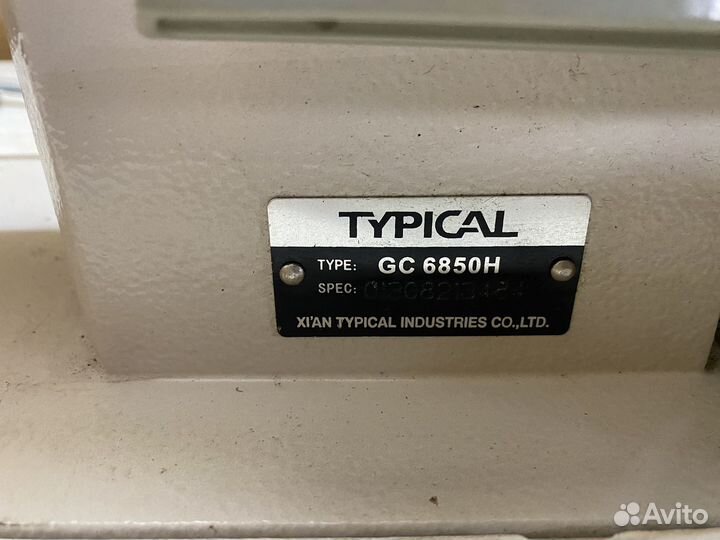 TYPICAL
TYPE: GC 6850H
SPEC:
XI'AN TYPICAL INDUSTRIES CO.,LTD.
Avito